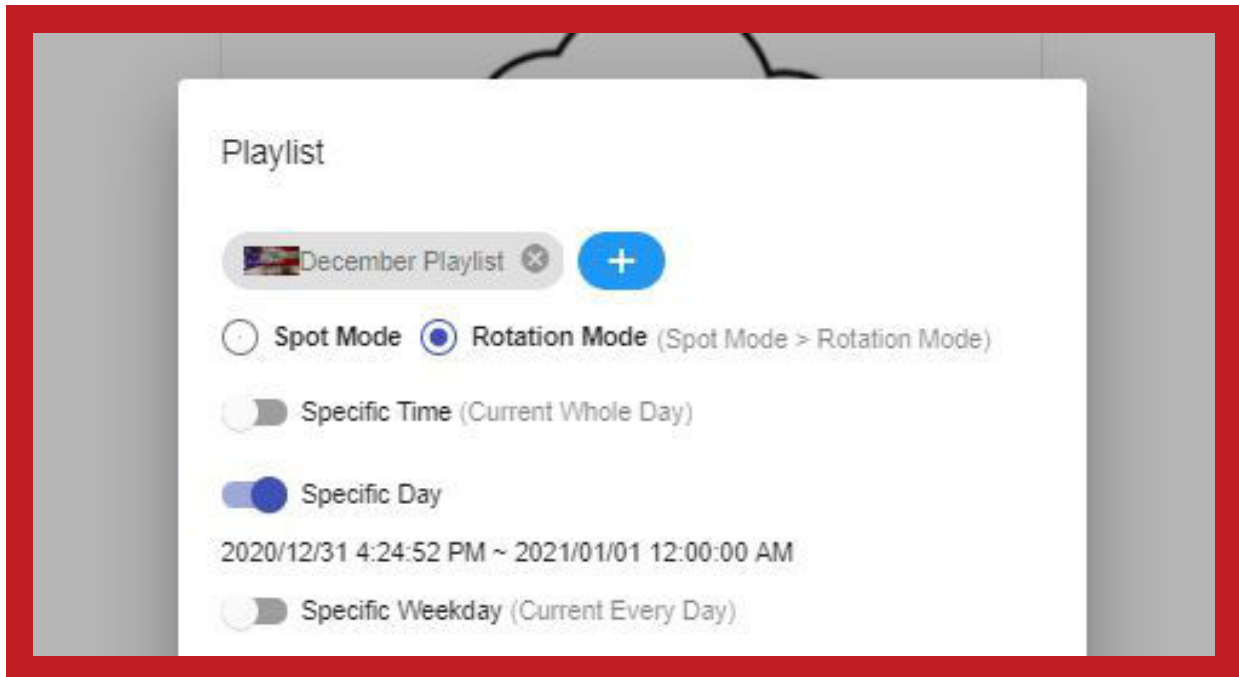 Playlist
December Playlist
Spot Mode Rotation Mode (Spot Mode > Rotation Mode)
Specific Time (Current Whole Day)
Specific Day
2020/12/31 4:24:52 PM ~ 2021/01/01 12:00:00 AM
Specific Weekday (Current Every Day)